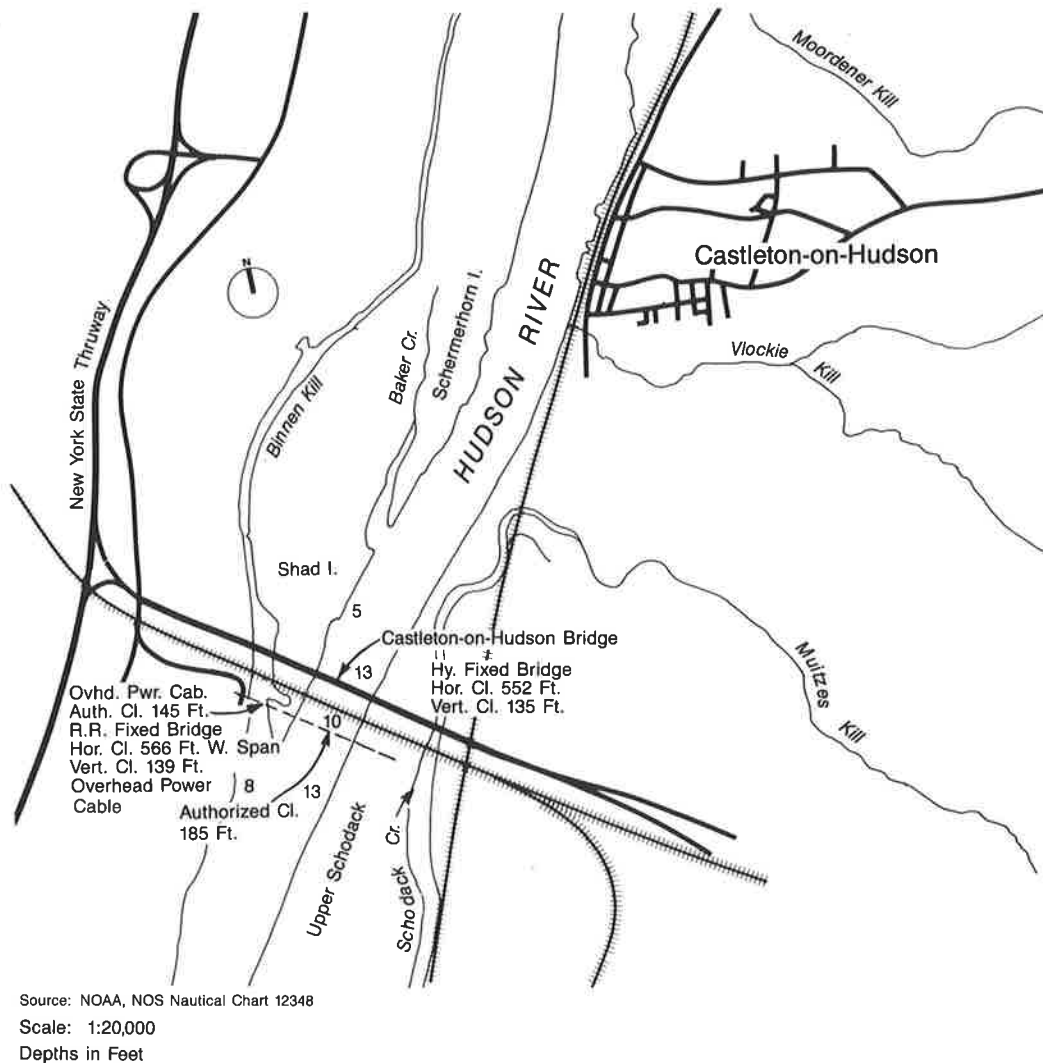 Moordener Kill
Castleton-on-Hudson
N
New York State Thruway
Binnen Kill
Baker Cr.
Schermerhorn I.
HUDSON RIVER
Vlockie
Kill
Shad I.
5
Castleton-on-Hudson Bridge
13
Hy. Fixed Bridge
Hor. Cl. 552 Ft.
Vert. Cl. 135 Ft.
Muitzes
Kill
Ovhd. Pwr. Cab.
Auth. Cl. 145 Ft.
R.R. Fixed Bridge
Hor. Cl. 566 Ft. W. Span
Vert. Cl. 139 Ft.
Overhead Power
Cable
10
8
13
Authorized Cl.
185 Ft.
Upper Schodack
Schodack Cr.
Source: NOAA, NOS Nautical Chart 12348
Scale: 1:20,000
Depths in Feet